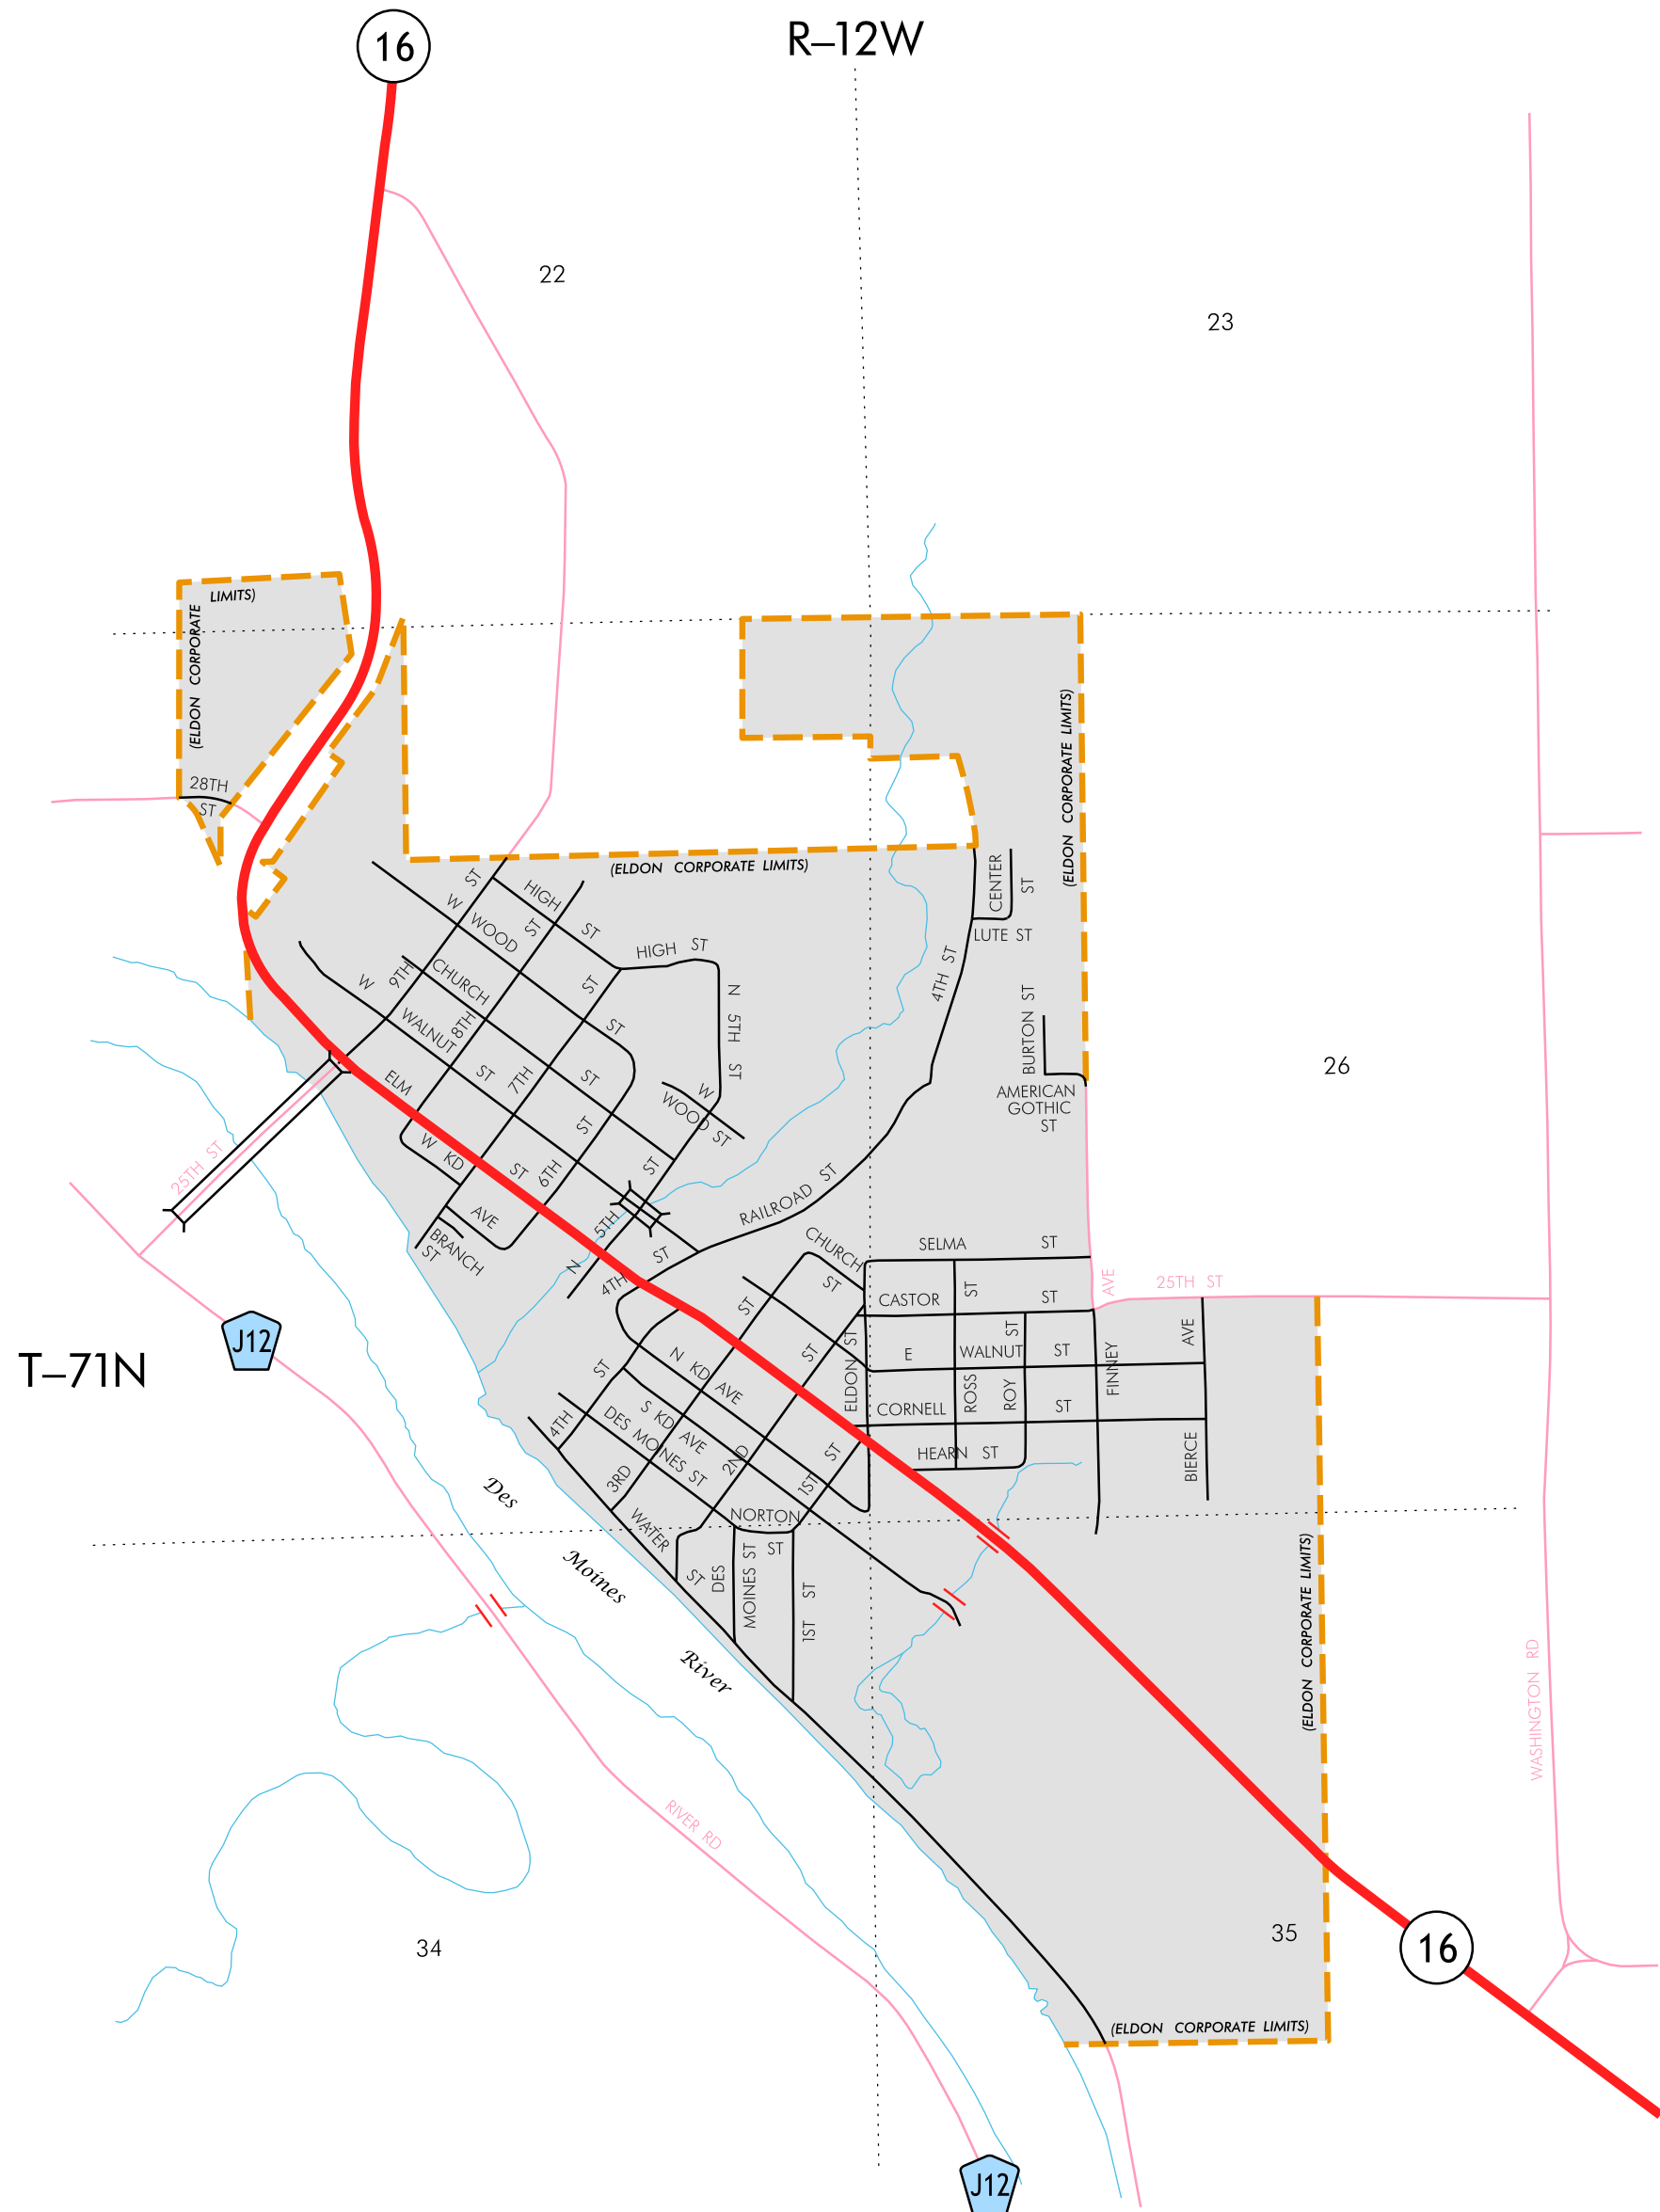 16
R–12W
22
23
LIMITS)
(ELDON CORPORATE
(ELDON CORPORATE LIMITS)
28TH
ST
(ELDON CORPORATE LIMITS)
HIGH ST
W WOOD ST
HIGH ST
CENTER ST
LUTE ST
4TH ST
9TH ST
CHURCH ST
8TH ST
W WALNUT ST
7TH ST
N 5TH ST
BURTON ST
26
ELM ST
W
WOOD ST
AMERICAN
GOTHIC
ST
25TH ST
W KD AVE
6TH ST
N 5TH ST
RAILROAD ST
BRANCH
ST
4TH ST
CHURCH
ST
SELMA ST
AVE
25TH ST
CASTOR ST
J12
T–71N
N KD AVE
ELDON ST
E WALNUT ST
ROSS ST
ROY ST
FINNEY
BIERCE AVE
S KD AVE
CORNELL ST
DES MOINES ST
4TH ST
3RD ST
2ND ST
1ST ST
HEARN ST
NORTON
ST
WATER ST
DES
MOINES ST
1ST ST
Des
Moines
River
(ELDON CORPORATE LIMITS)
WASHINGTON RD
RIVER RD
34
35
16
(ELDON CORPORATE LIMITS)
J12